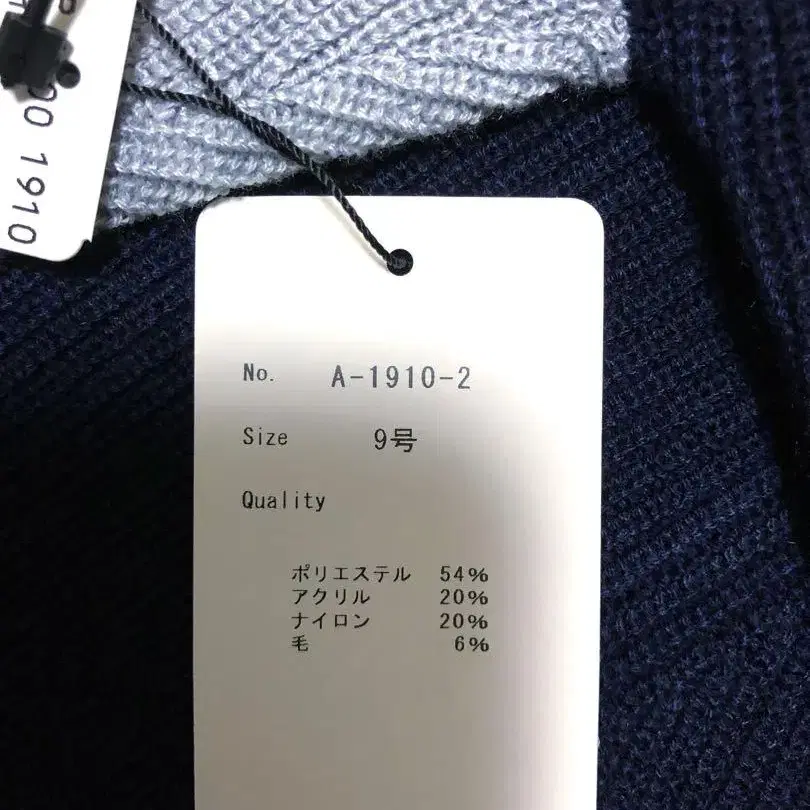 00 1910
No. A-1910-2
Size 9号
Quality
ポリエステル 54%
アクリル 20%
ナイロン 20%
毛 6%